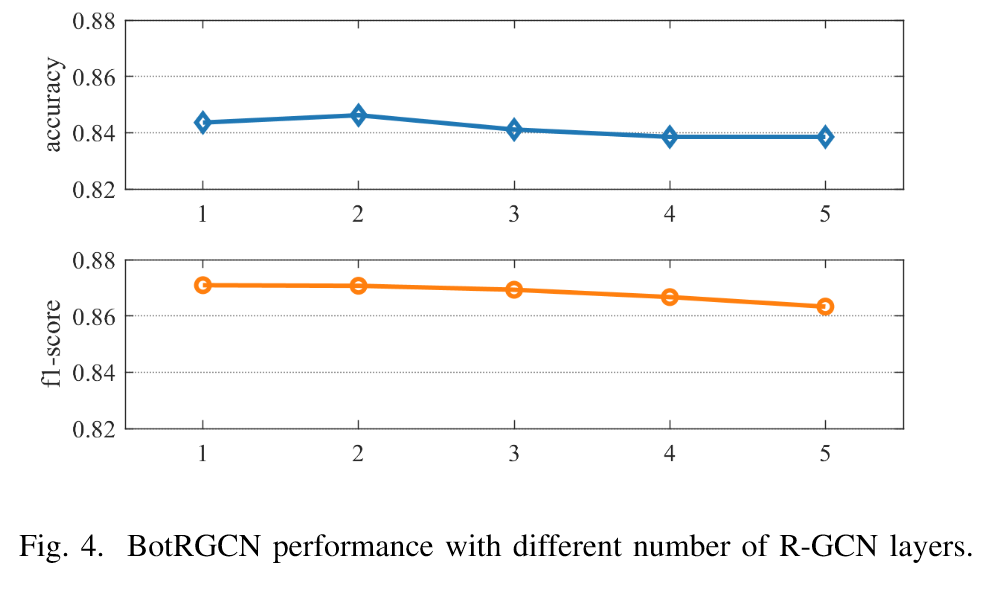 0.88
0.86
0.84
0.82
accuracy
1 2 3 4 5
0.88
0.86
0.84
0.82
f1-score
1 2 3 4 5
Fig. 4. BotRGCN performance with different number of R-GCN layers.